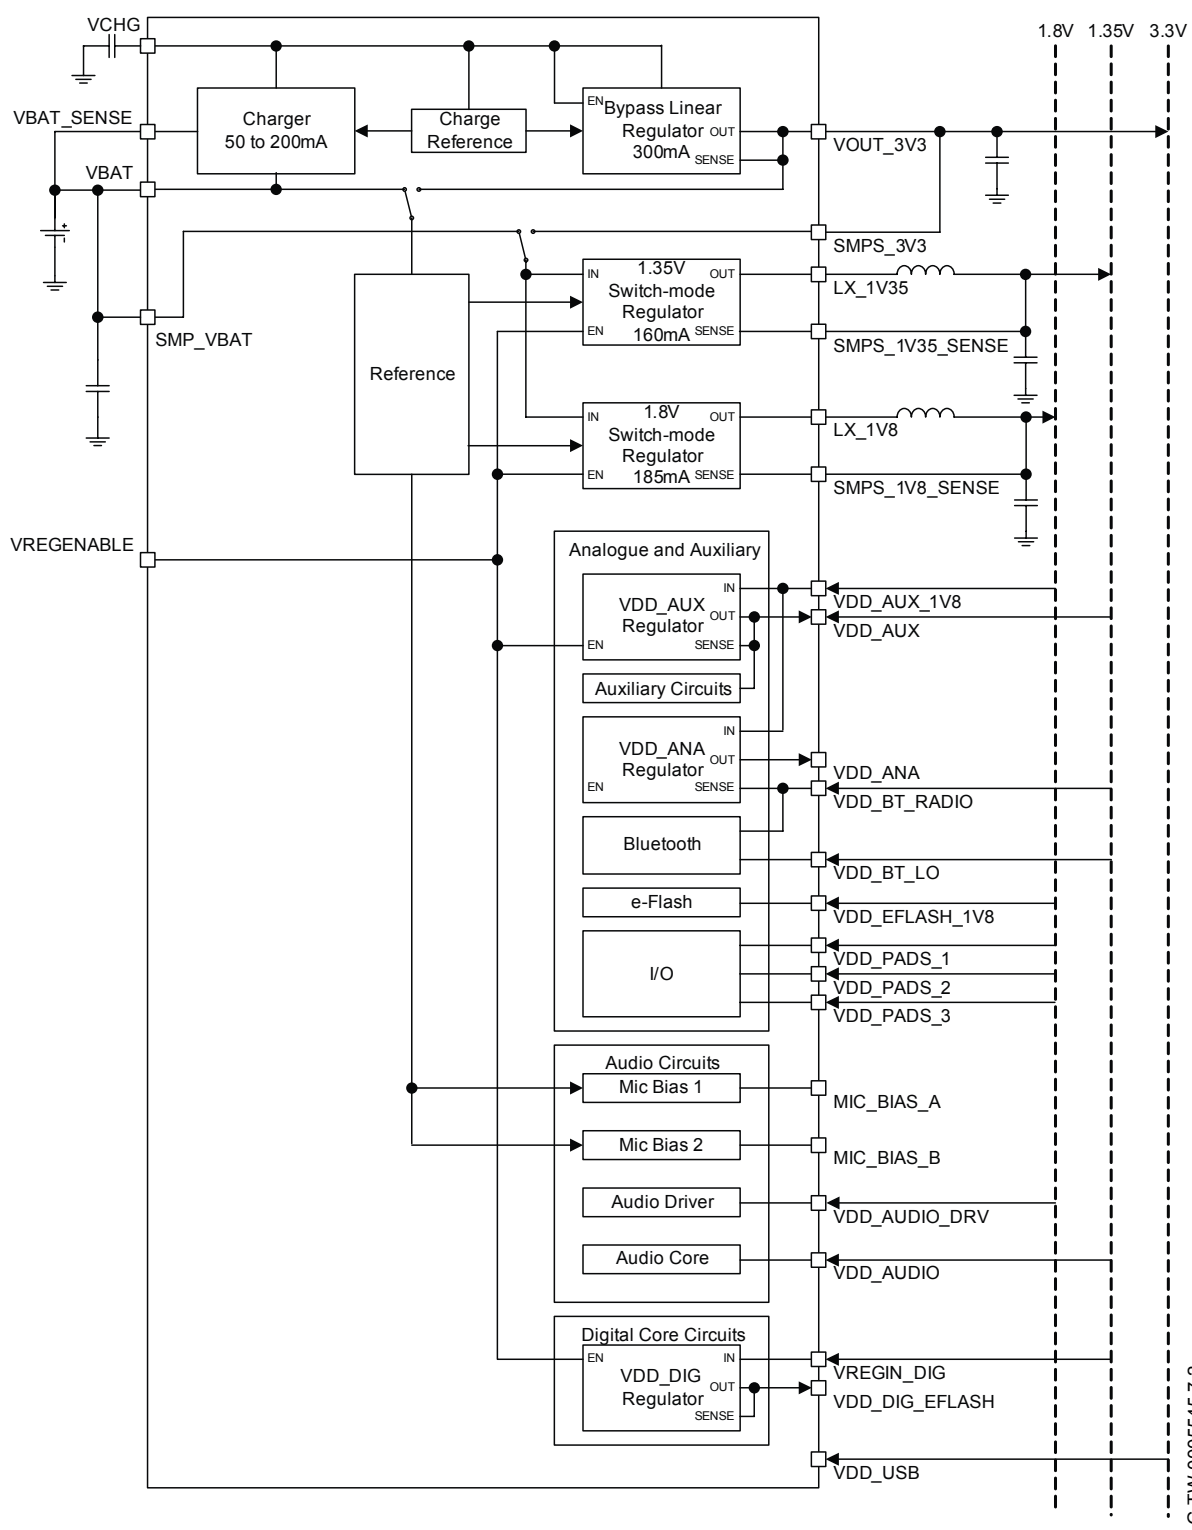 VCHG
1.8V 1.35V 3.3V
VBAT_SENSE
Charger
50 to 200mA
Charge
Reference
EN
Bypass Linear
Regulator
300mA
OUT
SENSE
VOUT_3V3
VBAT
+
-
SMPS_3V3
IN
1.35V
Switch-mode
Regulator
160mA
OUT
EN
SENSE
LX_1V35
SMPS_1V35_SENSE
SMP_VBAT
Reference
IN
1.8V
Switch-mode
Regulator
185mA
OUT
EN
SENSE
LX_1V8
SMPS_1V8_SENSE
VREGENABLE
Analogue and Auxiliary
VDD_AUX
Regulator
IN
OUT
EN
SENSE
VDD_AUX_1V8
VDD_AUX
Auxiliary Circuits
VDD_ANA
Regulator
IN
OUT
EN
SENSE
VDD_ANA
VDD_BT_RADIO
Bluetooth
VDD_BT_LO
e-Flash
VDD_EFLASH_1V8
I/O
VDD_PADS_1
VDD_PADS_2
VDD_PADS_3
Audio Circuits
Mic Bias 1
MIC_BIAS_A
Mic Bias 2
MIC_BIAS_B
Audio Driver
VDD_AUDIO_DRV
Audio Core
VDD_AUDIO
Digital Core Circuits
EN
VDD_DIG
Regulator
IN
OUT
SENSE
VREGIN_DIG
VDD_DIG_EFLASH
VDD_USB